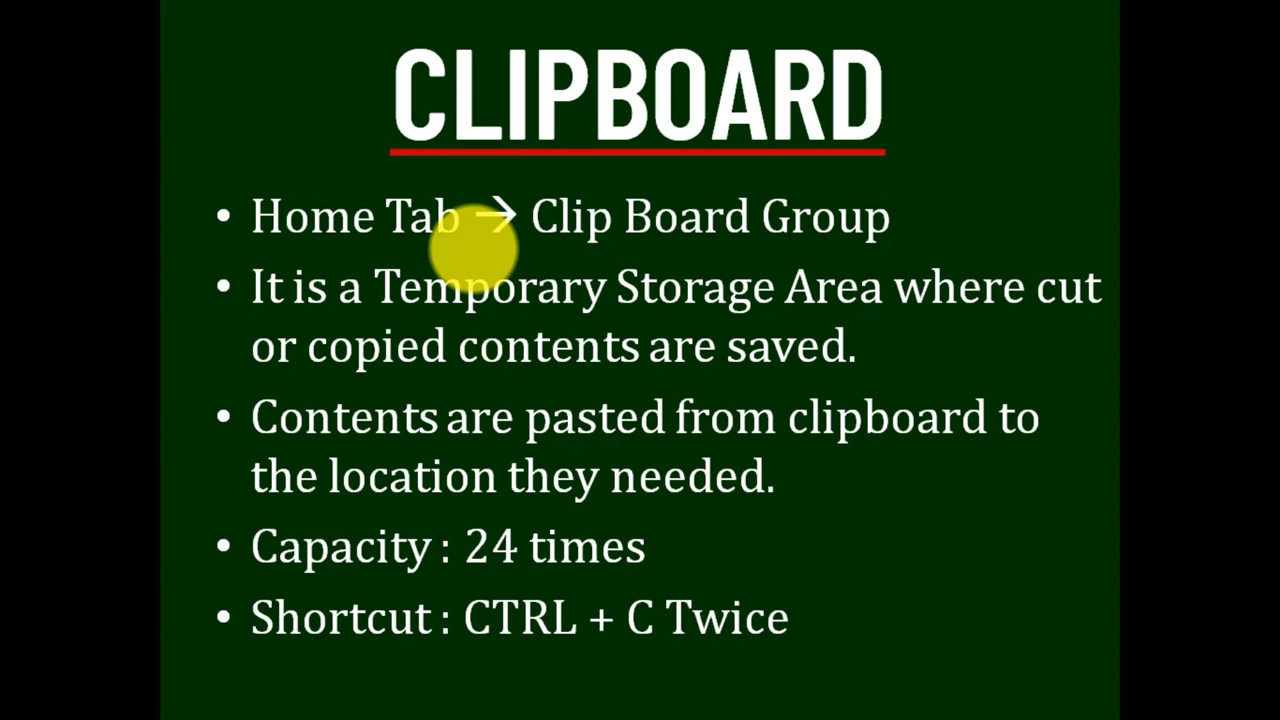 CLIPBOARD
• Home Tab → Clip Board Group
• It is a Temporary Storage Area where cut
or copied contents are saved.
• Contents are pasted from clipboard to
the location they needed.
• Capacity : 24 times
• Shortcut : CTRL + C Twice